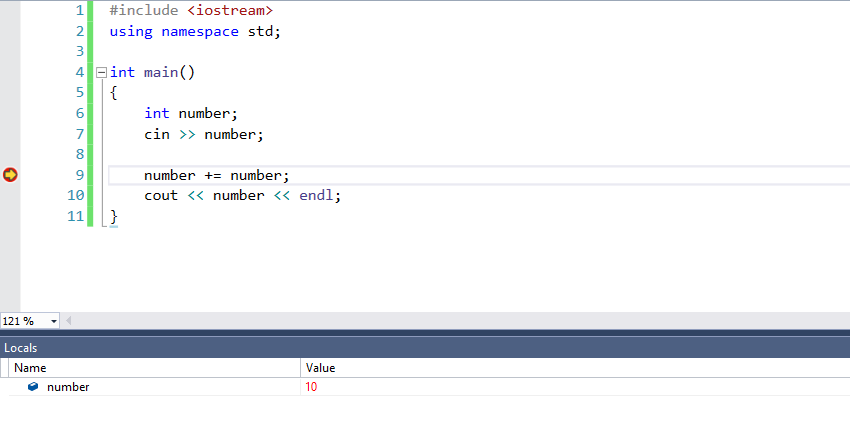 1 #include <iostream>
2 using namespace std;
3
4 int main()
5 {
6     int number;
7     cin >> number;
8
9     number += number;
10     cout << number << endl;
11 }
121 %
Locals
Name Value
number 10